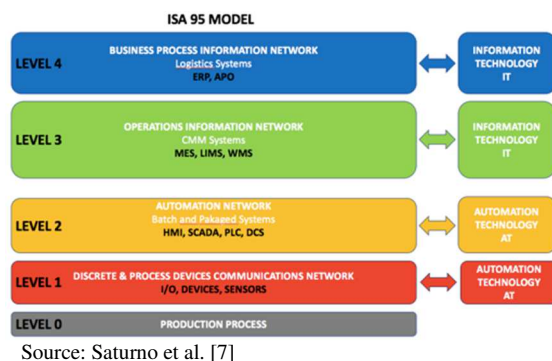 ISA 95 MODEL
LEVEL 4
BUSINESS PROCESS INFORMATION NETWORK
Logistics Systems
ERP, APO
INFORMATION
TECHNOLOGY
IT
LEVEL 3
OPERATIONS INFORMATION NETWORK
CMM Systems
MES, LIMS, WMS
INFORMATION
TECHNOLOGY
IT
LEVEL 2
AUTOMATION NETWORK
Batch and Pakaged Systems
HMI, SCADA, PLC, DCS
AUTOMATION
TECHNOLOGY
AT
LEVEL 1
DISCRETE & PROCESS DEVICES COMMUNICATIONS NETWORK
I/O, DEVICES, SENSORS
AUTOMATION
TECHNOLOGY
AT
LEVEL 0
PRODUCTION PROCESS
Source: Saturno et al. [7]